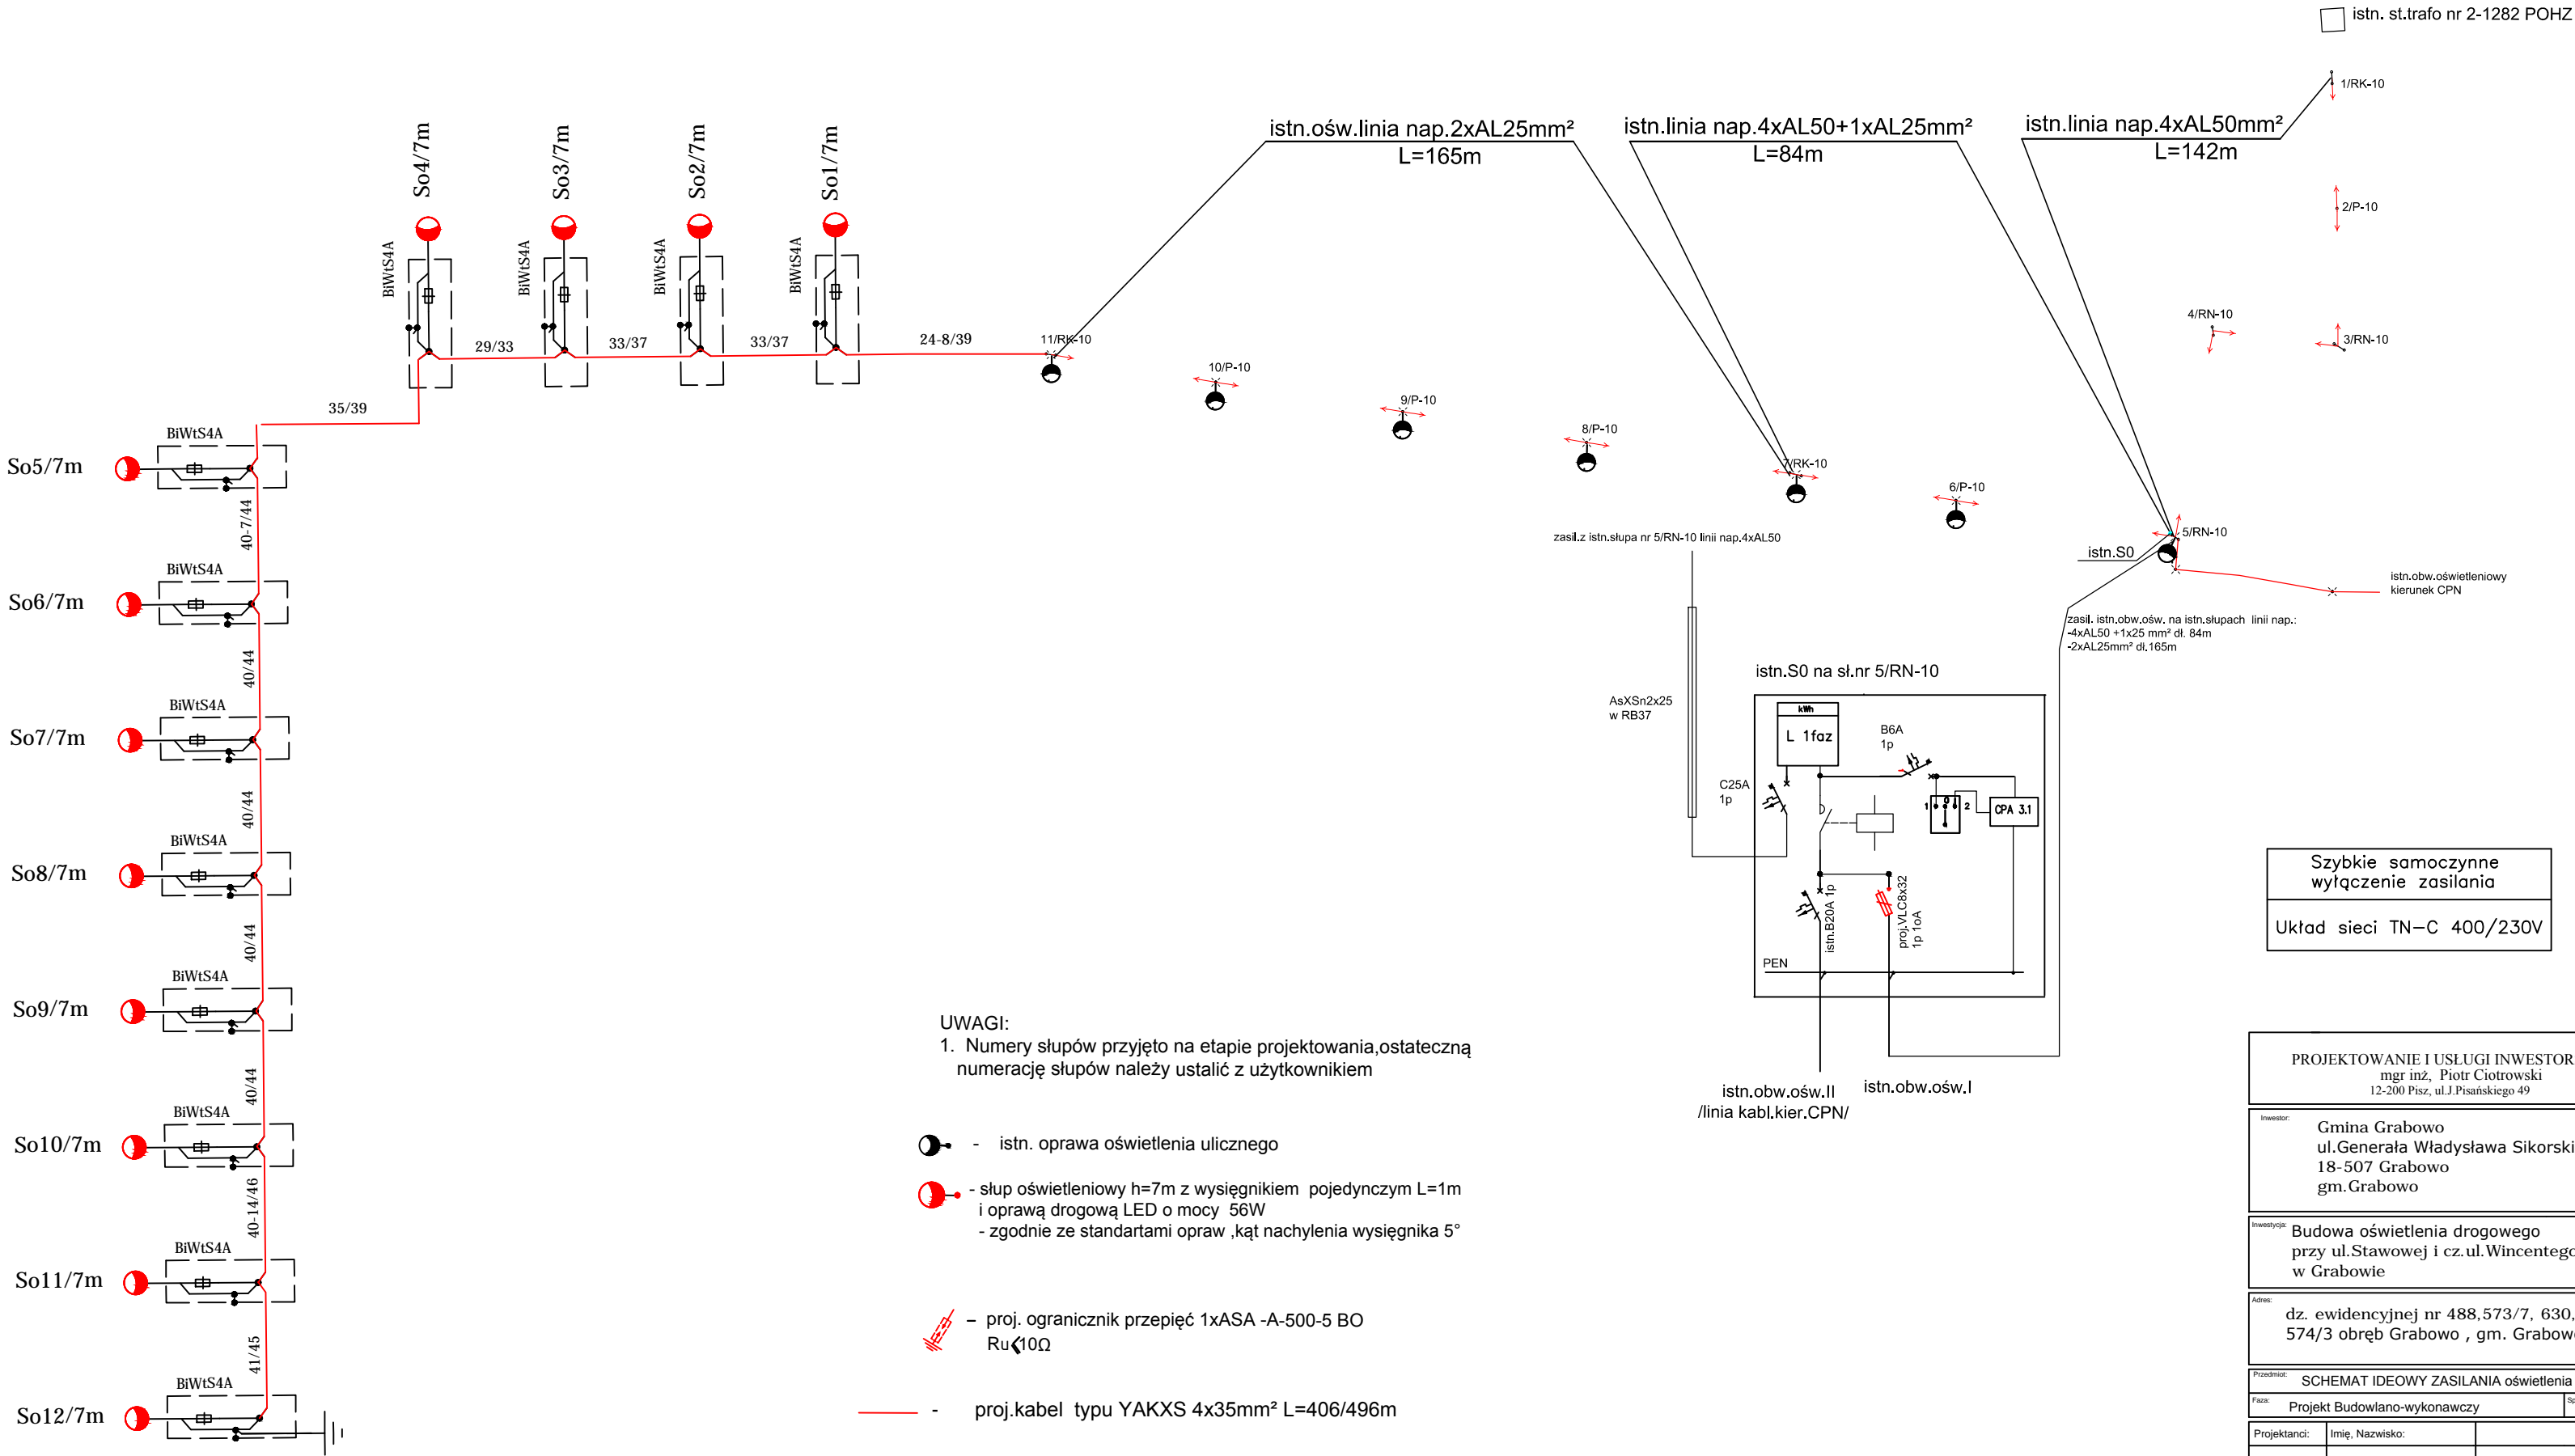 istn. st.trafo nr 2-1282 POHZ
1/RK-10
istn.ośw.linia nap.2xAL25mm²
L=165m
istn.linia nap.4xAL50+1xAL25mm²
L=84m
istn.linia nap.4xAL50mm²
L=142m
So4/7m
So3/7m
So2/7m
So1/7m
BiWtS4A
BiWtS4A
BiWtS4A
BiWtS4A
29/33
33/37
33/37
24-8/39
11/RK-10
10/P-10
9/P-10
8/P-10
7/RK-10
6/P-10
5/RN-10
4/RN-10
3/RN-10
2/P-10
35/39
So5/7m
BiWtS4A
40-7/44
So6/7m
BiWtS4A
40/44
So7/7m
BiWtS4A
40/44
So8/7m
BiWtS4A
40/44
So9/7m
BiWtS4A
40/44
So10/7m
BiWtS4A
40-14/46
So11/7m
BiWtS4A
41/45
So12/7m
BiWtS4A
zasil.z istn.słupa nr 5/RN-10 linii nap.4xAL50
istn.S0
istn.obw.oświetleniowy
kierunek CPN
zasil. istn.obw.ośw. na istn.słupach linii nap.:
-4xAL50 +1x25 mm² dł. 84m
-2xAL25mm² dł.165m
istn.S0 na sł.nr 5/RN-10
AsXSn2x25
w RB37
kWh
L 1faz
B6A
1p
C25A
1p
1 0 2
CPA 3.1
istn.B20A 1p
proj.VLC8x32
1p 1oA
PEN
istn.obw.ośw.II
/linia kabl.kier.CPN/
istn.obw.ośw.I
Szybkie samoczynne
wyłączenie zasilania
Układ sieci TN-C 400/230V
UWAGI:
1. Numery słupów przyjęto na etapie projektowania,ostateczną
numerację słupów należy ustalić z użytkownikiem
- istn. oprawa oświetlenia ulicznego
- słup oświetleniowy h=7m z wysięgnikiem pojedynczym L=1m
i oprawą drogową LED o mocy 56W
- zgodnie ze standartami opraw ,kąt nachylenia wysięgnika 5°
– proj. ogranicznik przepięć 1xASA -A-500-5 BO
Ru<10Ω
- proj.kabel typu YAKXS 4x35mm² L=406/496m
PROJEKTOWANIE I USŁUGI INWESTOR
mgr inż, Piotr Ciotrowski
12-200 Pisz, ul.J.Pisańskiego 49
Inwestor:
Gmina Grabowo
ul.Generała Władysława Sikorski
18-507 Grabowo
gm.Grabowo
Inwestycja:
Budowa oświetlenia drogowego
przy ul.Stawowej i cz.ul.Wincentego
w Grabowie
Adres:
dz. ewidencyjnej nr 488,573/7, 630,
574/3 obręb Grabowo , gm. Grabowo
Przedmiot:
SCHEMAT IDEOWY ZASILANIA oświetlenia
Faza:
Projekt Budowlano-wykonawczy
Projektanci:
Imię, Nazwisko: